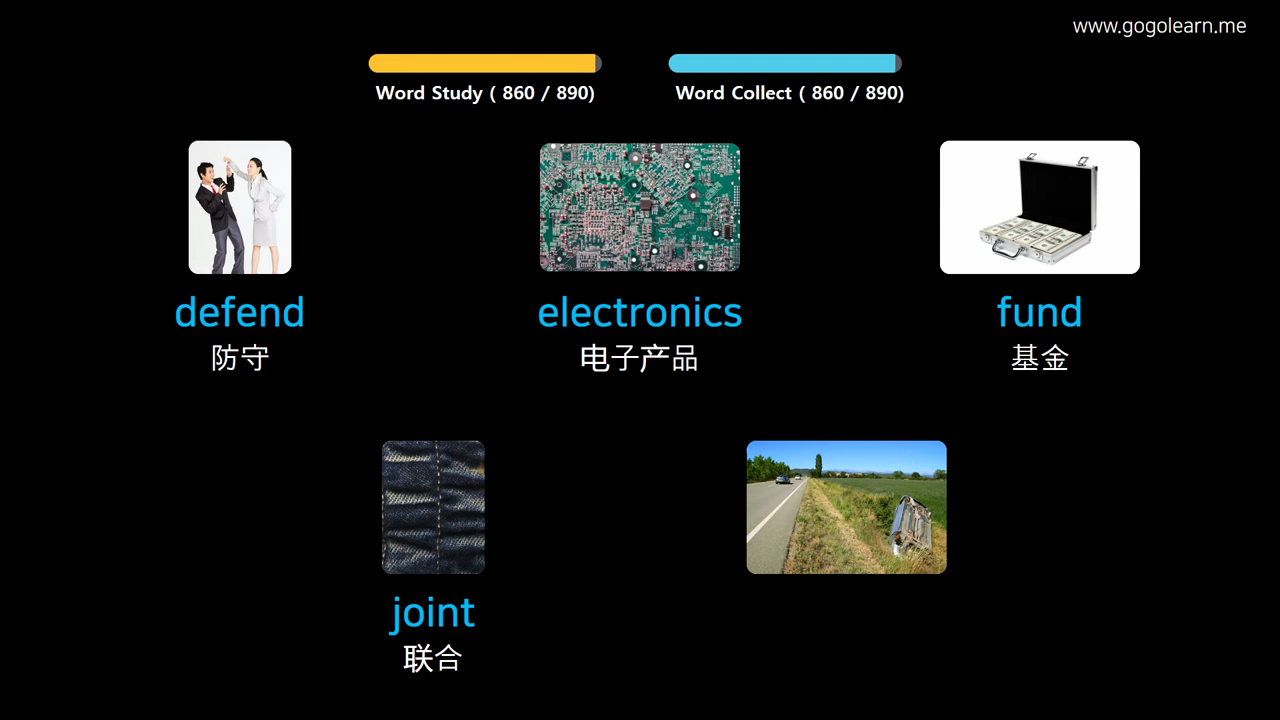 www.gogolearn.me
Word Study ( 860 / 890)
Word Collect ( 860 / 890)
defend
防守
electronics
电子产品
fund
基金
joint
联合